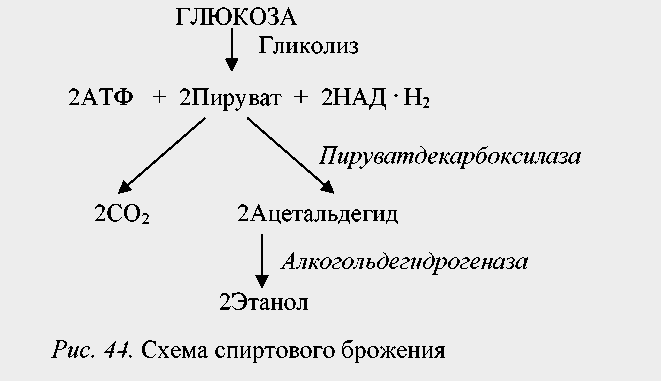 ГЛЮКОЗА
Гликолиз
2АТФ + 2Пируват + 2НАД · Н₂
Пируватдекарбоксилаза
2СО₂ 2Ацетальдегид
Алкогольдегидрогеназа
2Этанол
Рис. 44. Схема спиртового брожения